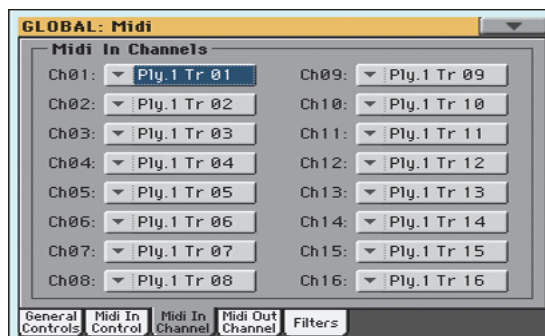 GLOBAL: Midi
Midi In Channels
Ch01: Ply.1 Tr 01
Ch09: Ply.1 Tr 09
Ch02: Ply.1 Tr 02
Ch10: Ply.1 Tr 10
Ch03: Ply.1 Tr 03
Ch11: Ply.1 Tr 11
Ch04: Ply.1 Tr 04
Ch12: Ply.1 Tr 12
Ch05: Ply.1 Tr 05
Ch13: Ply.1 Tr 13
Ch06: Ply.1 Tr 06
Ch14: Ply.1 Tr 14
Ch07: Ply.1 Tr 07
Ch15: Ply.1 Tr 15
Ch08: Ply.1 Tr 08
Ch16: Ply.1 Tr 16
General Controls
Midi In Control
Midi In Channel
Midi Out Channel
Filters